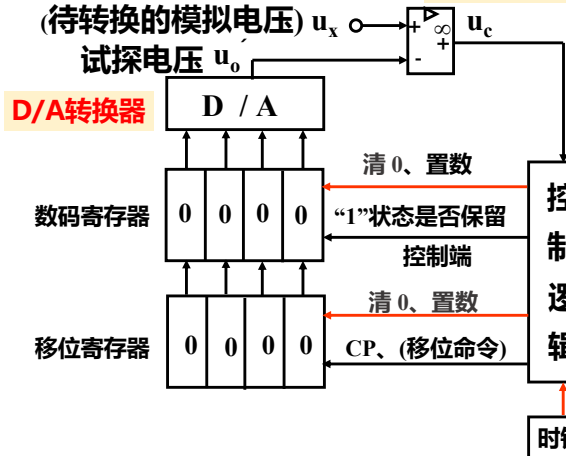 (待转换的模拟电压) uₓ
+ ▷ ∞ + -
u_c
试探电压 uₒ′
D/A转换器
D / A
清 0、置数
数码寄存器
0 0 0 0
“1”状态是否保留
控制端
控制逻辑
清 0、置数
移位寄存器
0 0 0 0
CP、(移位命令)
时钟